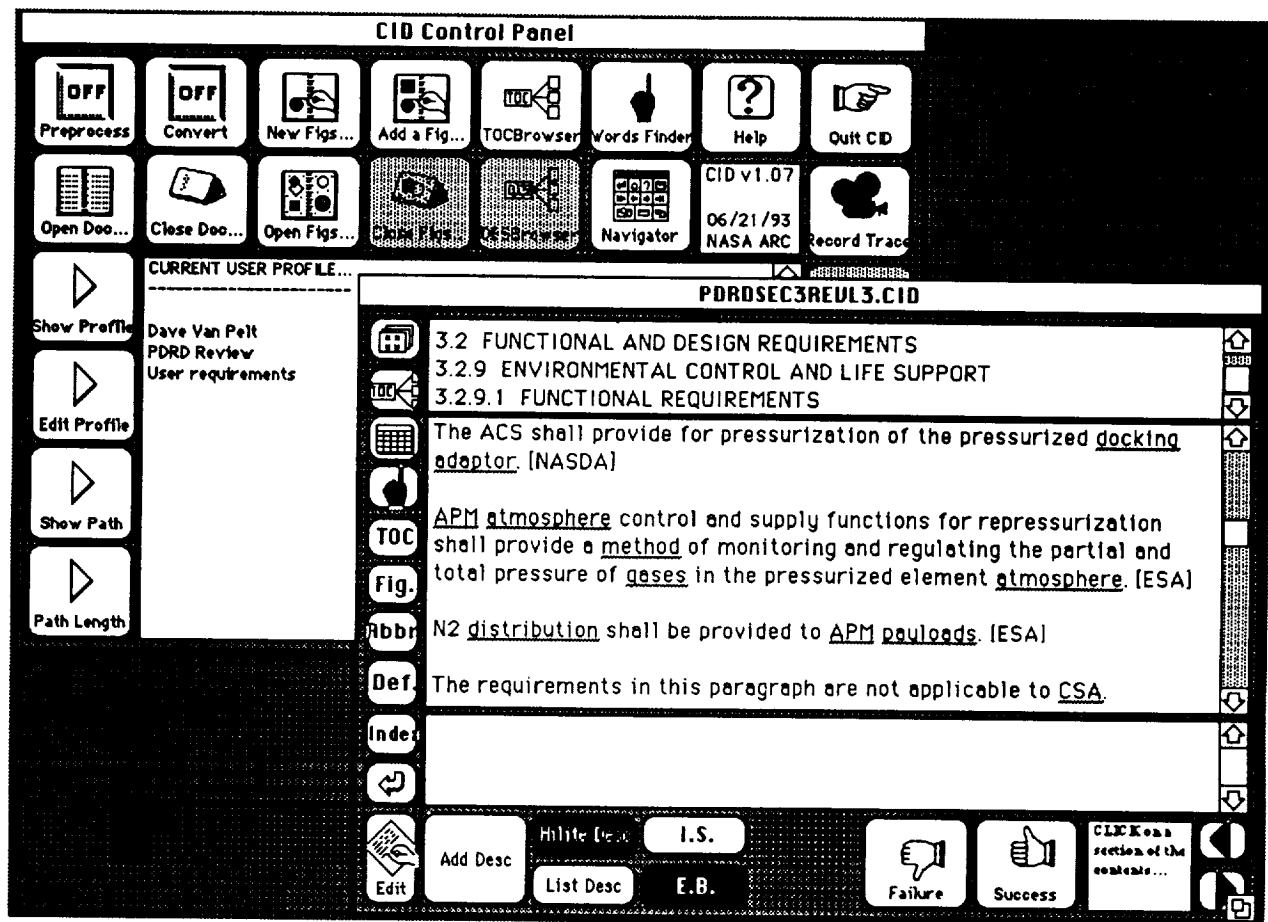 CID Control Panel
OFF OFF TOC
Preprocess Convert New Figs... Add a Fig... TOCBrowser Words Finder Help Quit CID
CID v1.07
06/21/93
Open Doc... Close Doc... Open Figs... Close Figs Navigator NASA ARC Record Trace
CURRENT USER PROFILE...
Show Profile
Dave Van Pelt
PDRD Review
User requirements
Edit Profile
Show Path
Path Length
PDRDSEC3REVL3.CID
3.2 FUNCTIONAL AND DESIGN REQUIREMENTS
3.2.9 ENVIRONMENTAL CONTROL AND LIFE SUPPORT
3.2.9.1 FUNCTIONAL REQUIREMENTS
TOC
The ACS shall provide for pressurization of the pressurized docking
adaptor. [NASDA]
APM atmosphere control and supply functions for repressurization
shall provide a method of monitoring and regulating the partial and
total pressure of gases in the pressurized element atmosphere. [ESA]
N2 distribution shall be provided to APM payloads. [ESA]
The requirements in this paragraph are not applicable to CSA.
TOC
Fig.
Abbr
Def.
Index
Edit
Add Desc
Hilite Desc I.S.
List Desc E.B.
Failure
Success
CLICK on a
section of the
contents...